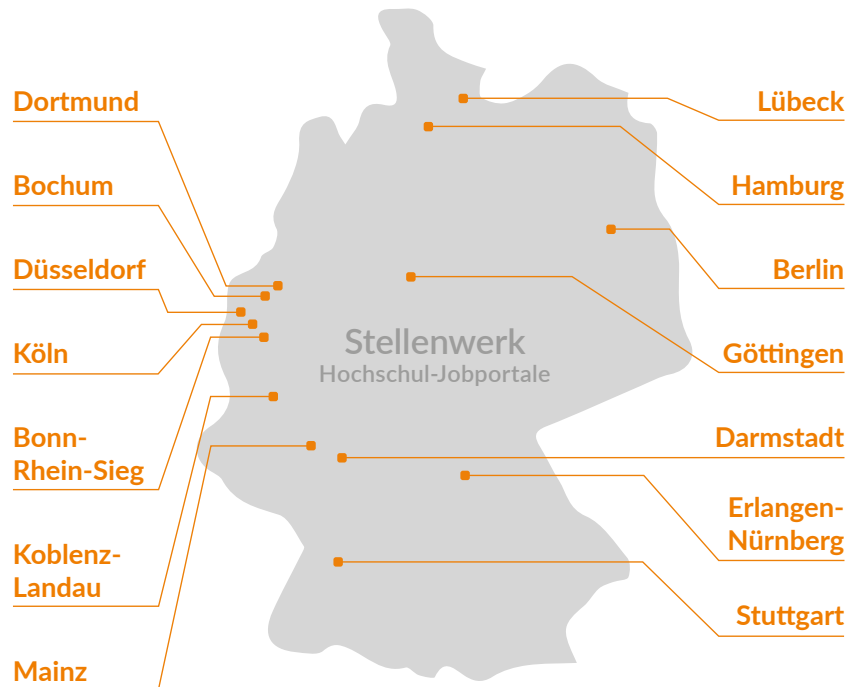 Dortmund
Bochum
Düsseldorf
Köln
Bonn-
Rhein-Sieg
Koblenz-
Landau
Mainz
Stellenwerk
Hochschul-Jobportale
Lübeck
Hamburg
Berlin
Göttingen
Darmstadt
Erlangen-
Nürnberg
Stuttgart